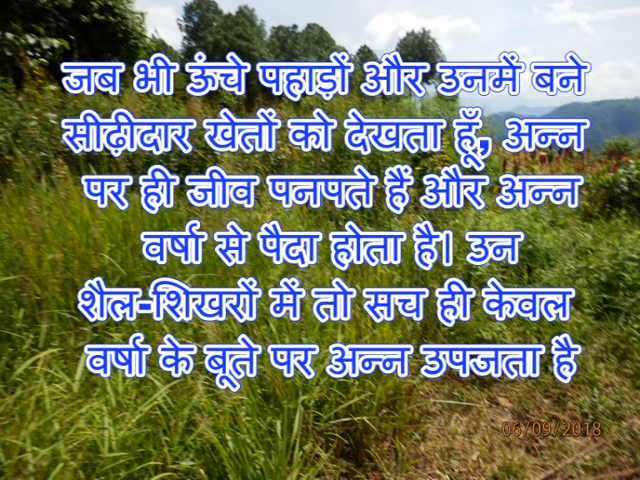 जब भी ऊंचे पहाड़ों और उनमें बने
सीढ़ीदार खेतों को देखता हूँ, अन्न
पर ही जीव पनपते हैं और अन्न
वर्षा से पैदा होता है। उन
शैल-शिखरों में तो सच ही केवल
वर्षा के बूते पर अन्न उपजता है
06/09/2018